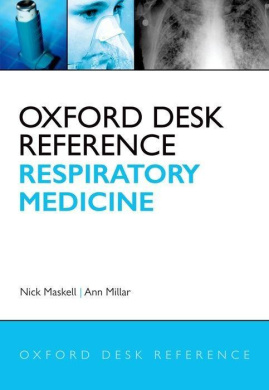 OXFORD DESK
REFERENCE
RESPIRATORY
MEDICINE
Nick Maskell | Ann Millar
OXFORD DESK REFERENCE